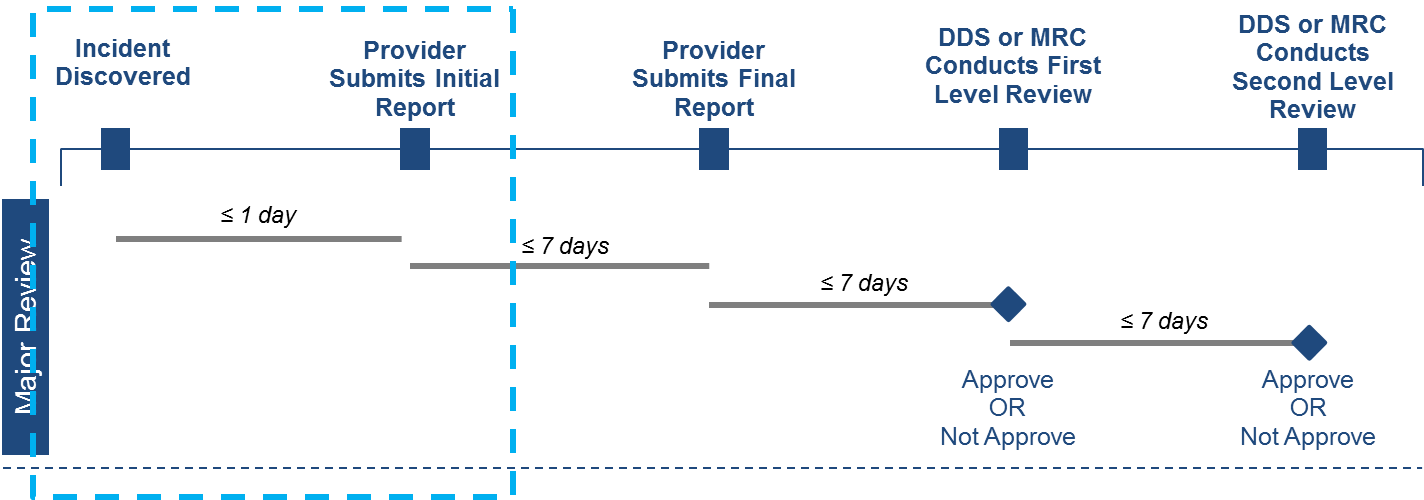 Incident
Discovered
Provider
Submits Initial
Report
Provider
Submits Final
Report
DDS or MRC
Conducts First
Level Review
DDS or MRC
Conducts
Second Level
Review
Major Review
≤ 1 day
≤ 7 days
≤ 7 days
≤ 7 days
Approve
OR
Not Approve
Approve
OR
Not Approve